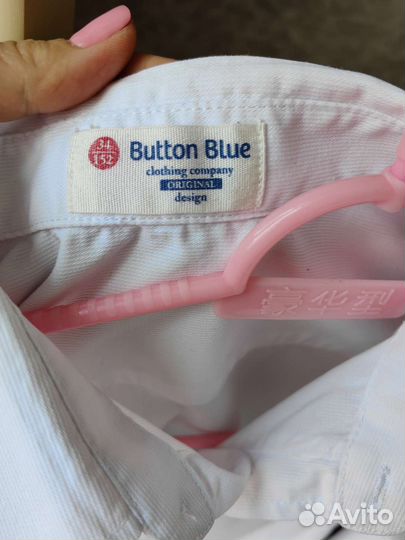 34
152
Button Blue
clothing company
ORIGINAL
design
豪华型
Avito